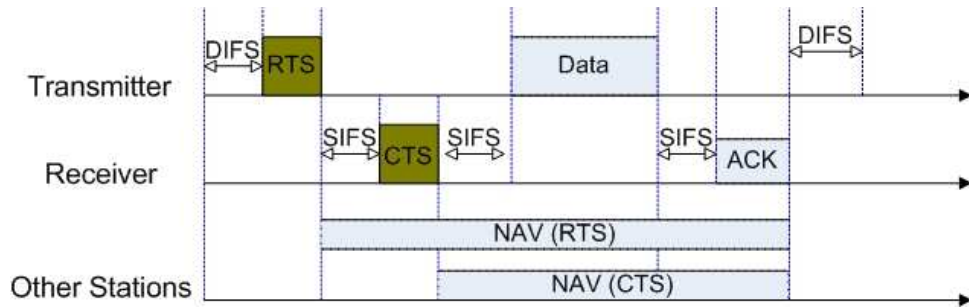 DIFS
RTS
Data
DIFS
Transmitter
SIFS
CTS
SIFS
SIFS
ACK
Receiver
NAV (RTS)
NAV (CTS)
Other Stations